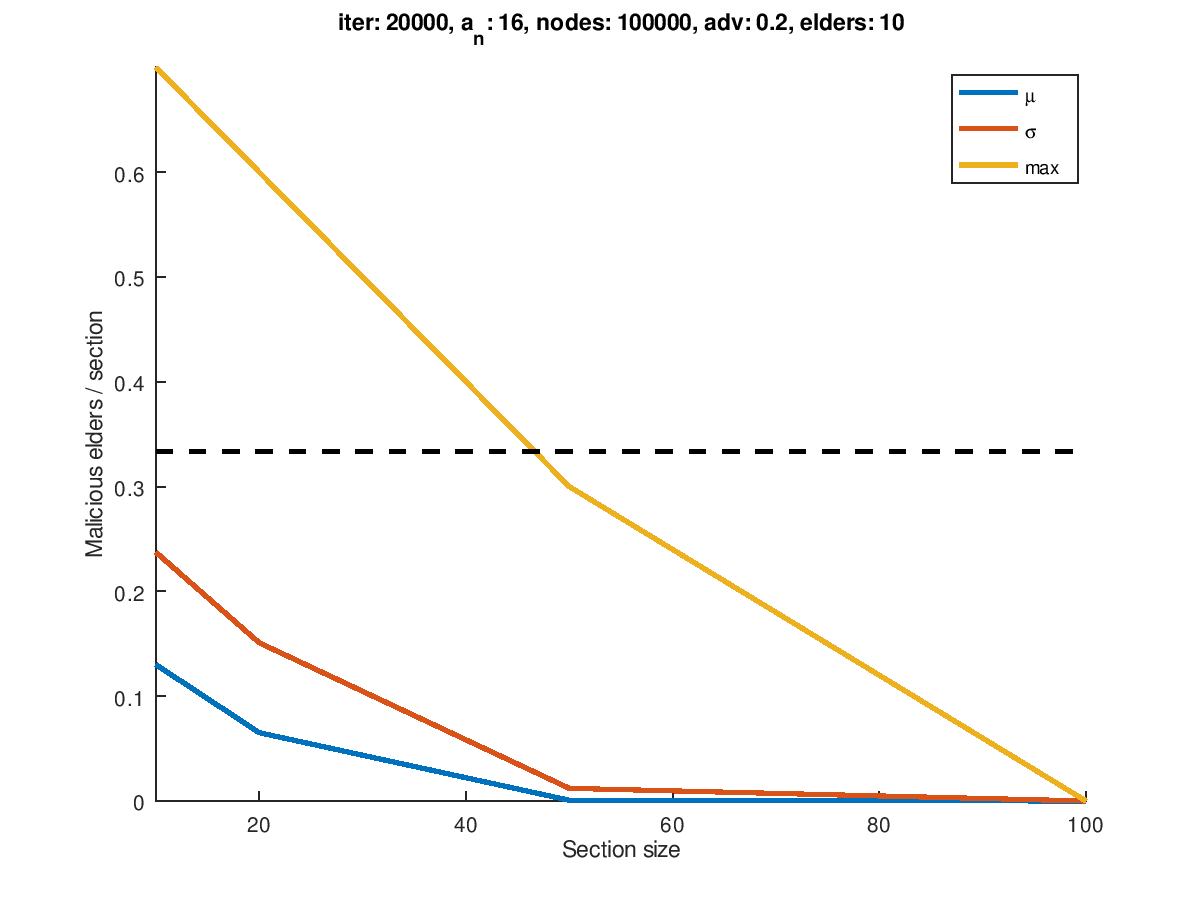 iter: 20000, a_n: 16, nodes: 100000, adv: 0.2, elders: 10
μ
σ
max
0.6
0.5
0.4
0.3
0.2
0.1
0
Malicious elders / section
20 40 60 80 100
Section size